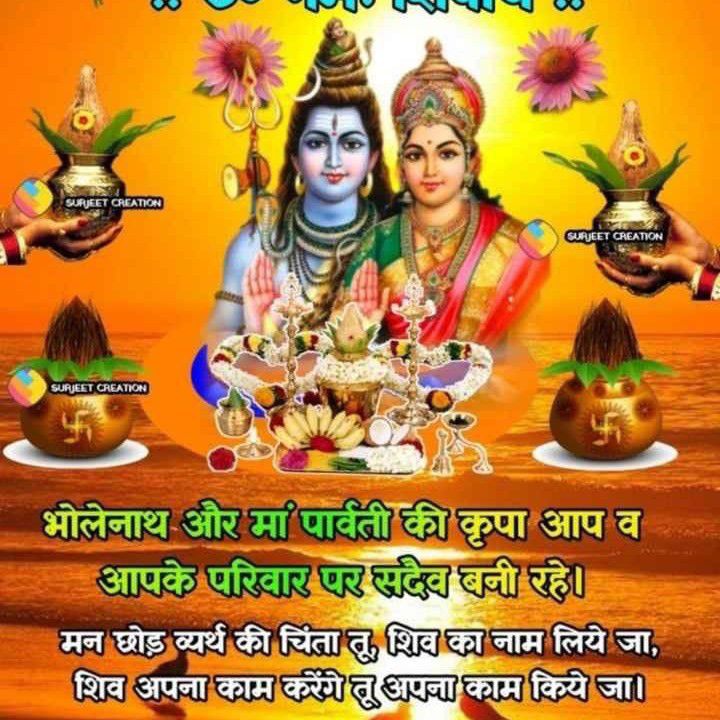 SURJEET CREATION
SURJEET CREATION
SURJEET CREATION
भोलेनाथ और मां पार्वती की कृपा आप व
आपके परिवार पर सदैव बनी रहे।
मन छोड़ व्यर्थ की चिंता तू, शिव का नाम लिये जा,
शिव अपना काम करेंगे तू अपना काम किये जा।